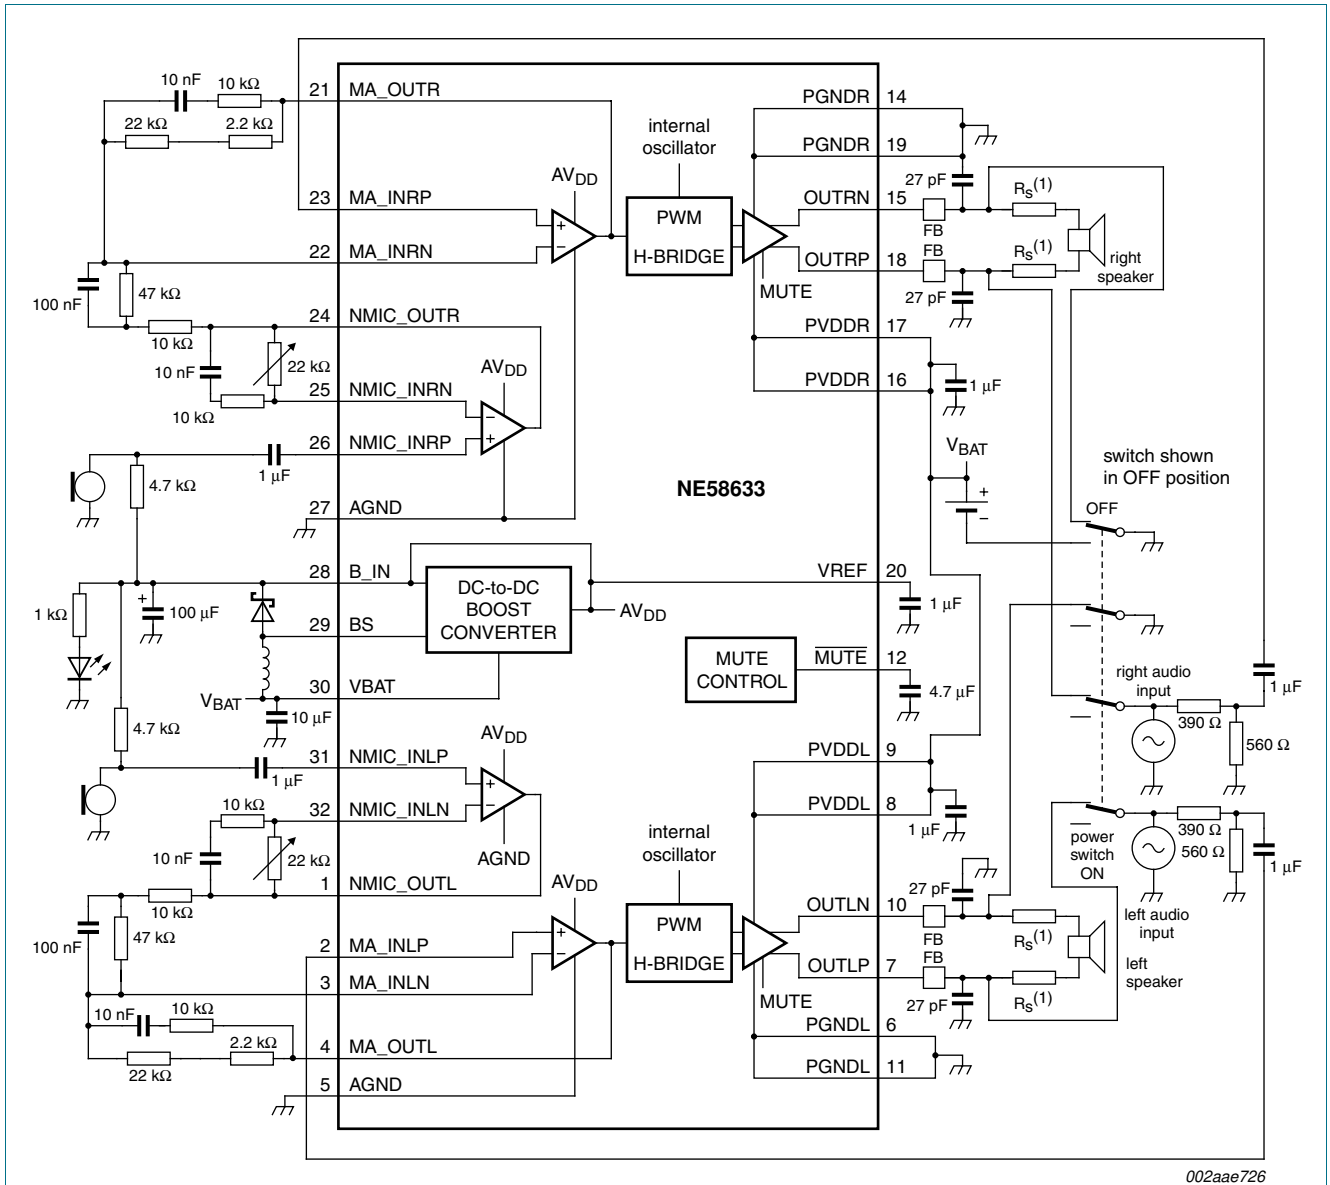 10 nF
10 kΩ
22 kΩ
2.2 kΩ
21 MA_OUTR
23 MA_INRP
22 MA_INRN
100 nF
47 kΩ
10 kΩ
24 NMIC_OUTR
10 nF
22 kΩ
10 kΩ
25 NMIC_INRN
26 NMIC_INRP
1 μF
4.7 kΩ
27 AGND
28 B_IN
1 kΩ
+
100 μF
29 BS
30 VBAT
VBAT
10 μF
4.7 kΩ
31 NMIC_INLP
1 μF
10 kΩ
32 NMIC_INLN
10 nF
22 kΩ
1 NMIC_OUTL
10 kΩ
100 nF
47 kΩ
2 MA_INLP
3 MA_INLN
10 nF
10 kΩ
2.2 kΩ
22 kΩ
4 MA_OUTL
5 AGND
AVDD
+
−
AVDD
−
+
internal
oscillator
PWM
H-BRIDGE
MUTE
NE58633
DC-to-DC
BOOST
CONVERTER
AVDD
MUTE
CONTROL
AVDD
+
−
AGND
AVDD
+
−
internal
oscillator
PWM
H-BRIDGE
MUTE
PGNDR 14
PGNDR 19
OUTRN 15
OUTRP 18
PVDDR 17
PVDDR 16
VREF 20
MUTE 12
PVDDL 9
PVDDL 8
OUTLN 10
OUTLP 7
PGNDL 6
PGNDL 11
27 pF
FB
FB
27 pF
RS(1)
RS(1)
right
speaker
1 μF
VBAT
+
−
switch shown
in OFF position
OFF
1 μF
4.7 μF
right audio
input
390 Ω
560 Ω
1 μF
1 μF
power
switch
ON
390 Ω
560 Ω
1 μF
left audio
input
27 pF
FB
FB
27 pF
RS(1)
RS(1)
left
speaker
002aae726